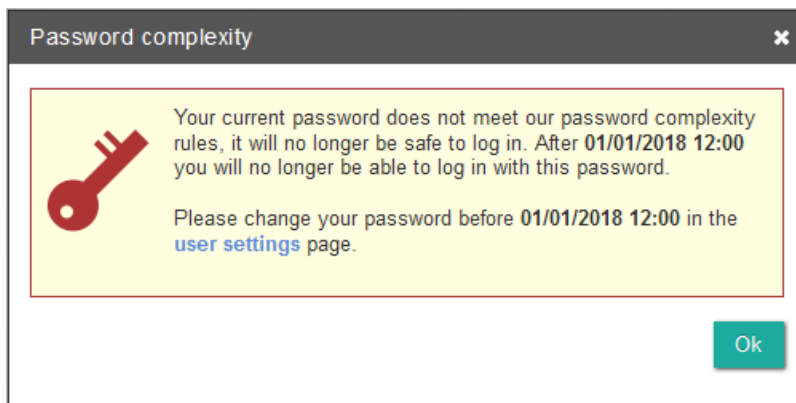 Password complexity
Your current password does not meet our password complexity
rules, it will no longer be safe to log in. After 01/01/2018 12:00
you will no longer be able to log in with this password.
Please change your password before 01/01/2018 12:00 in the
user settings page.
Ok